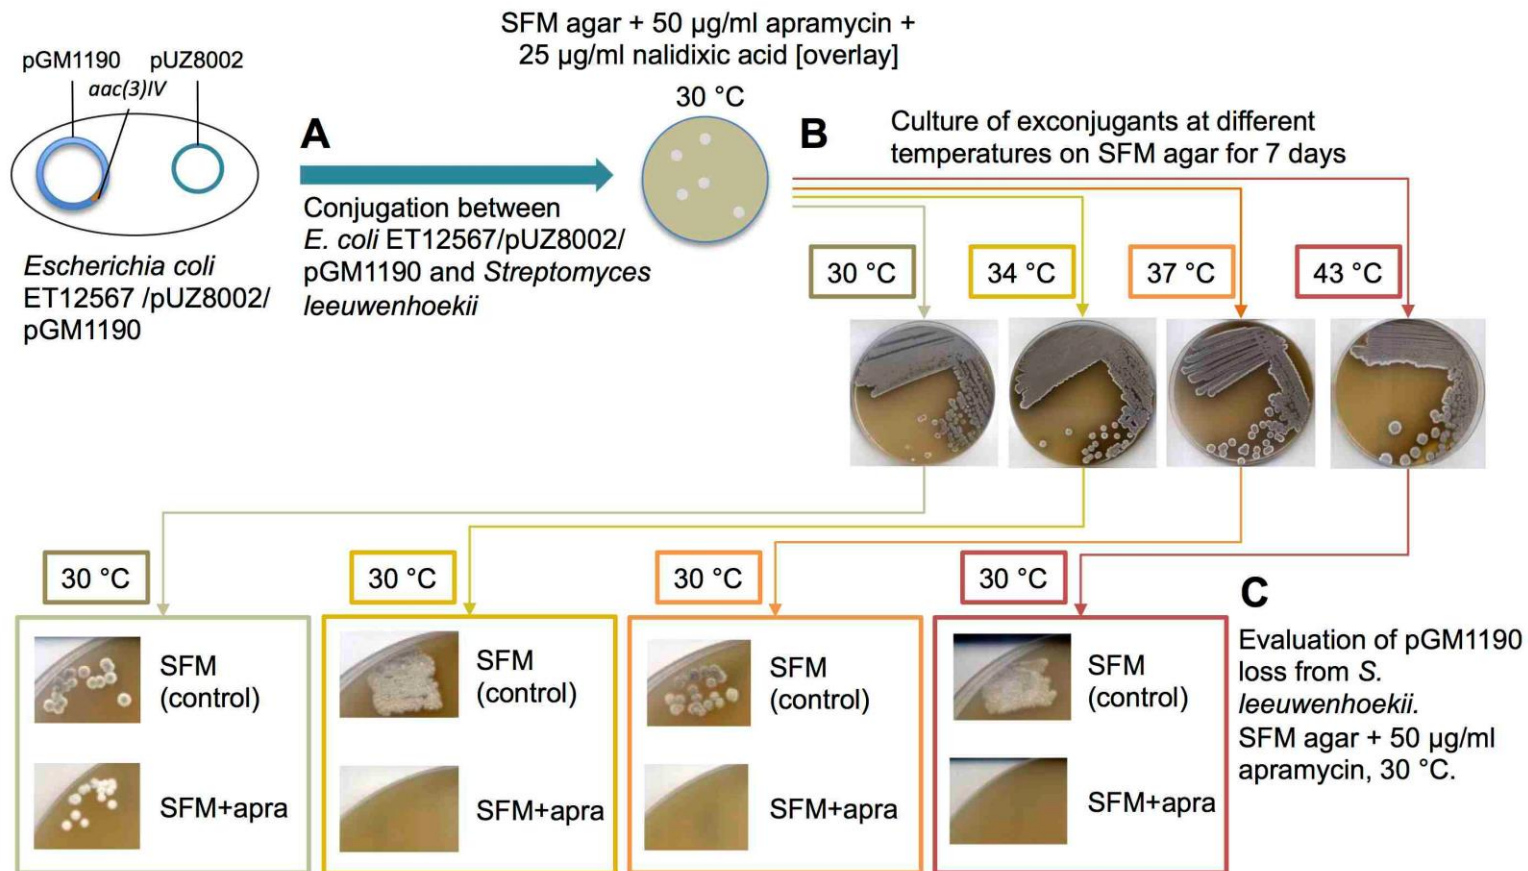 SFM agar + 50 µg/ml apramycin +
25 µg/ml nalidixic acid [overlay]
30 °C
pGM1190 pUZ8002
aac(3)IV
Escherichia coli
ET12567 /pUZ8002/
pGM1190
A
Conjugation between
E. coli ET12567/pUZ8002/
pGM1190 and Streptomyces
leeuwenhoekii
B
Culture of exconjugants at different
temperatures on SFM agar for 7 days
30 °C
34 °C
37 °C
43 °C
30 °C
SFM
(control)
SFM+apra
30 °C
SFM
(control)
SFM+apra
30 °C
SFM
(control)
SFM+apra
30 °C
SFM
(control)
SFM+apra
C
Evaluation of pGM1190
loss from S.
leeuwenhoekii.
SFM agar + 50 µg/ml
apramycin, 30 °C.